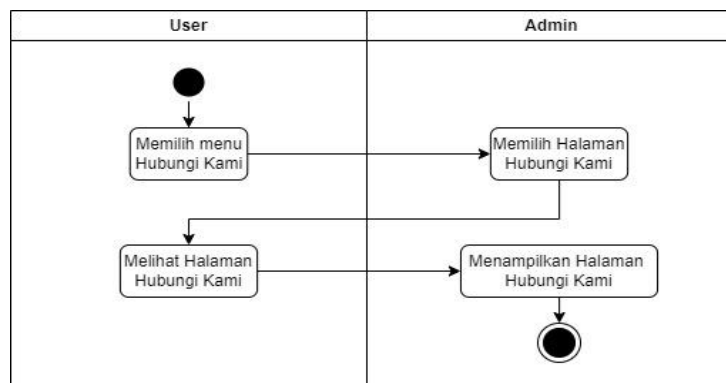 User
Admin
Memilih menu
Hubungi Kami
Memilih Halaman
Hubungi Kami
Melihat Halaman
Hubungi Kami
Menampilkan Halaman
Hubungi Kami